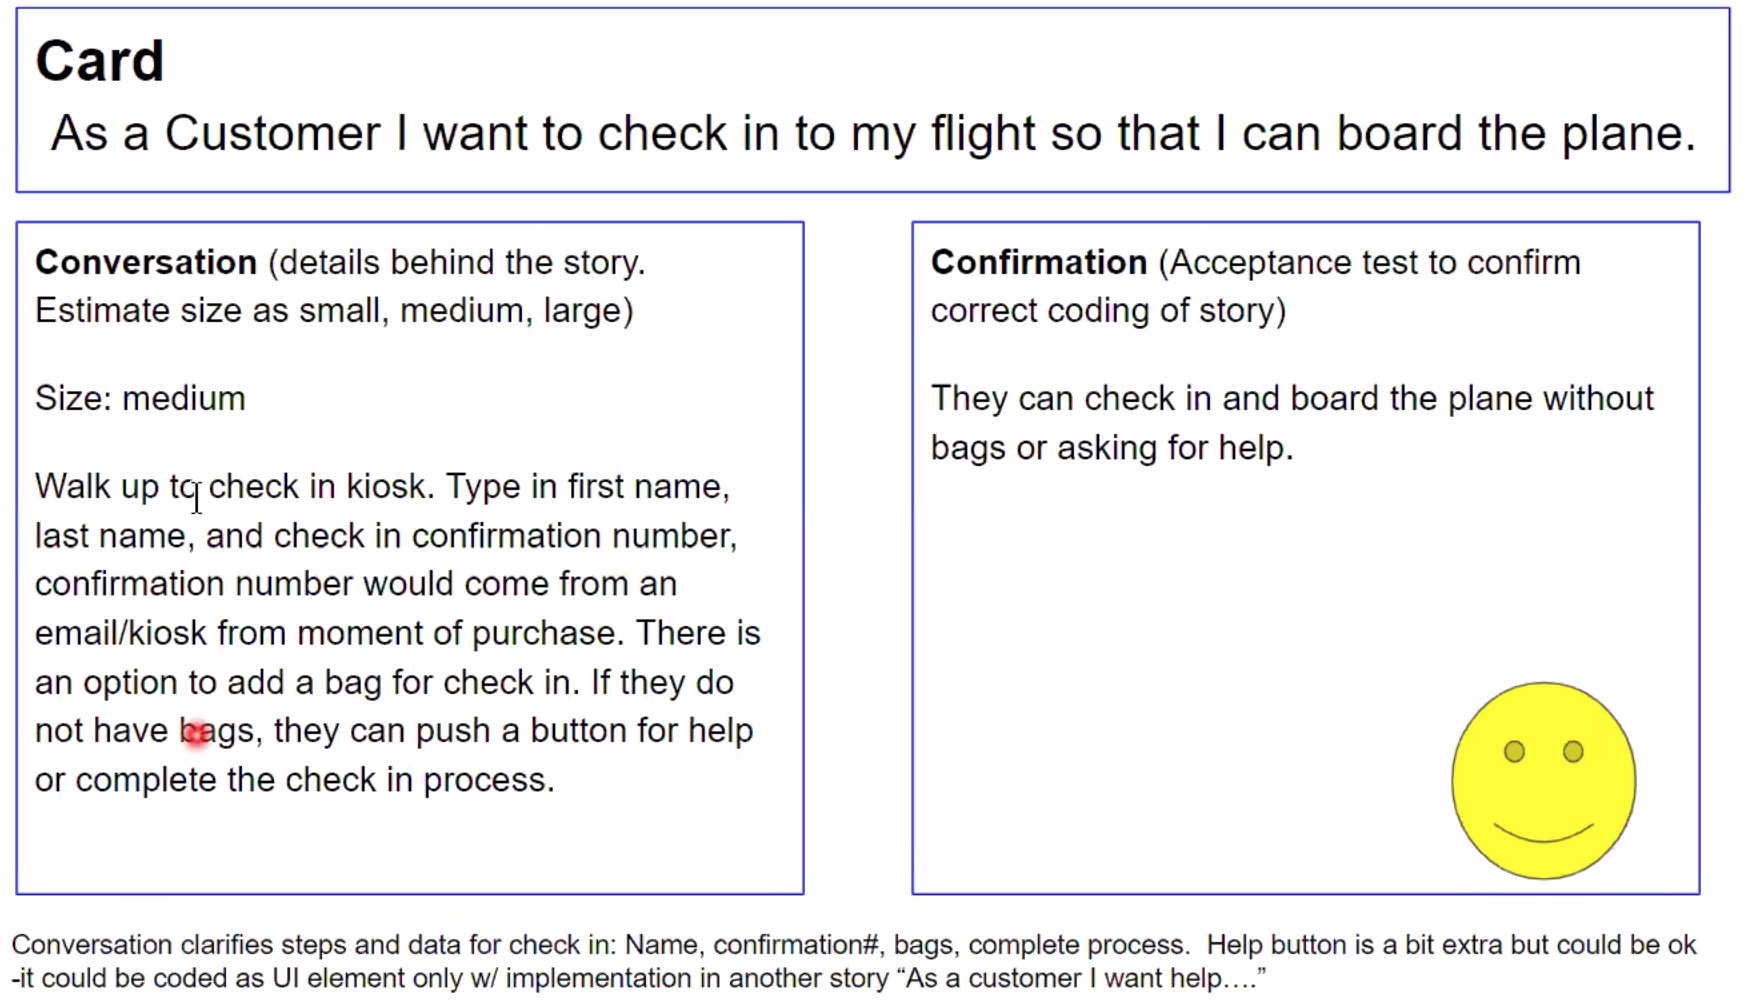 Card
As a Customer I want to check in to my flight so that I can board the plane.
Conversation (details behind the story.
Estimate size as small, medium, large)
Size: medium
Walk up to check in kiosk. Type in first name,
last name, and check in confirmation number,
confirmation number would come from an
email/kiosk from moment of purchase. There is
an option to add a bag for check in. If they do
not have bags, they can push a button for help
or complete the check in process.
Confirmation (Acceptance test to confirm
correct coding of story)
They can check in and board the plane without
bags or asking for help.
Conversation clarifies steps and data for check in: Name, confirmation#, bags, complete process.  Help button is a bit extra but could be ok
-it could be coded as UI element only w/ implementation in another story “As a customer I want help….”